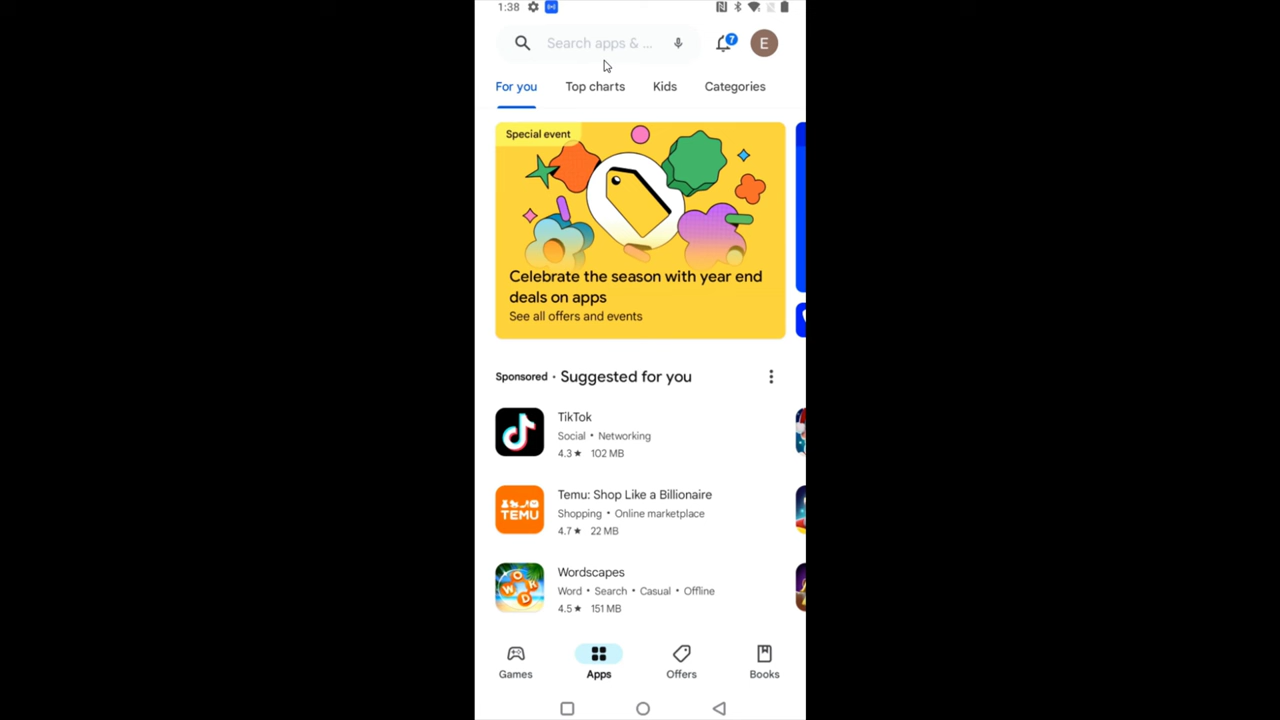 1:38
Search apps & ...
7
E
For you
Top charts
Kids
Categories
Special event
Celebrate the season with year end
deals on apps
See all offers and events
Sponsored • Suggested for you
TikTok
Social • Networking
4.3★ 102 MB
TEMU
Temu: Shop Like a Billionaire
Shopping • Online marketplace
4.7★ 22 MB
WORD
Wordscapes
Word • Search • Casual • Offline
4.5★ 151 MB
Games
Apps
Offers
Books